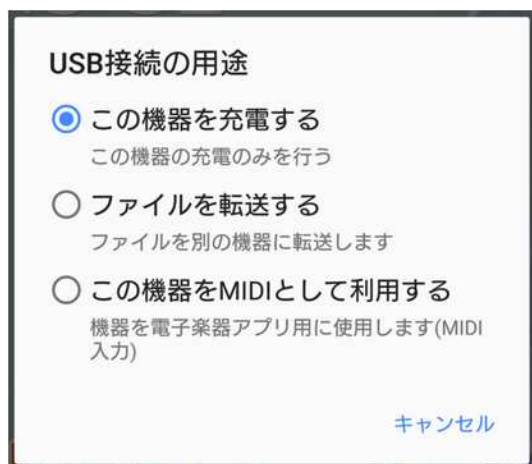 USB接続の用途
この機器を充電する
この機器の充電のみを行う
ファイルを転送する
ファイルを別の機器に転送します
この機器をMIDIとして利用する
機器を電子楽器アプリ用に使用します(MIDI
入力)
キャンセル